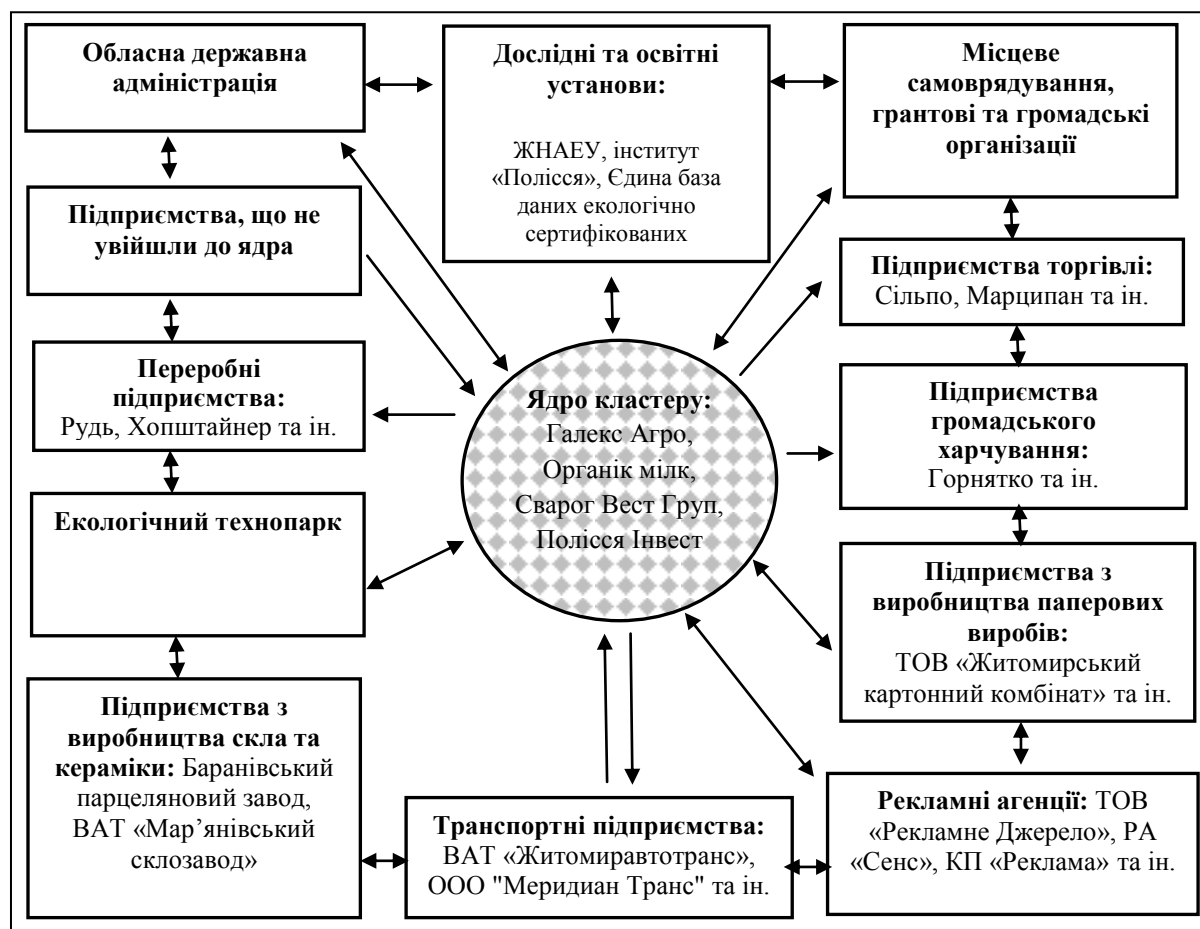 Обласна державна
адміністрація
Дослідні та освітні
установи:
ЖНАЕУ, інститут
«Полісся», Єдина база
даних екологічно
сертифікованих
Місцеве
самоврядування,
грантові та громадські
організації
Підприємства, що не
увійшли до ядра
Підприємства торгівлі:
Сільпо, Марципан та ін.
Переробні
підприємства:
Рудь, Хопштайнер та ін.
Ядро кластеру:
Галекс Агро,
Органік мілк,
Сварог Вест Груп,
Полісся Інвест
Підприємства
громадського
харчування:
Горнятко та ін.
Екологічний технопарк
Підприємства з
виробництва паперових
виробів:
ТОВ «Житомирський
картонний комбінат» та ін.
Підприємства з
виробництва скла та
кераміки: Баранівський
парцеляновий завод,
ВАТ «Мар’янівський
склозавод»
Транспортні підприємства:
ВАТ «Житомиравтотранс»,
ООО "Меридиан Транс" та ін.
Рекламні агенції: ТОВ
«Рекламне Джерело», РА
«Сенс», КП «Реклама» та ін.